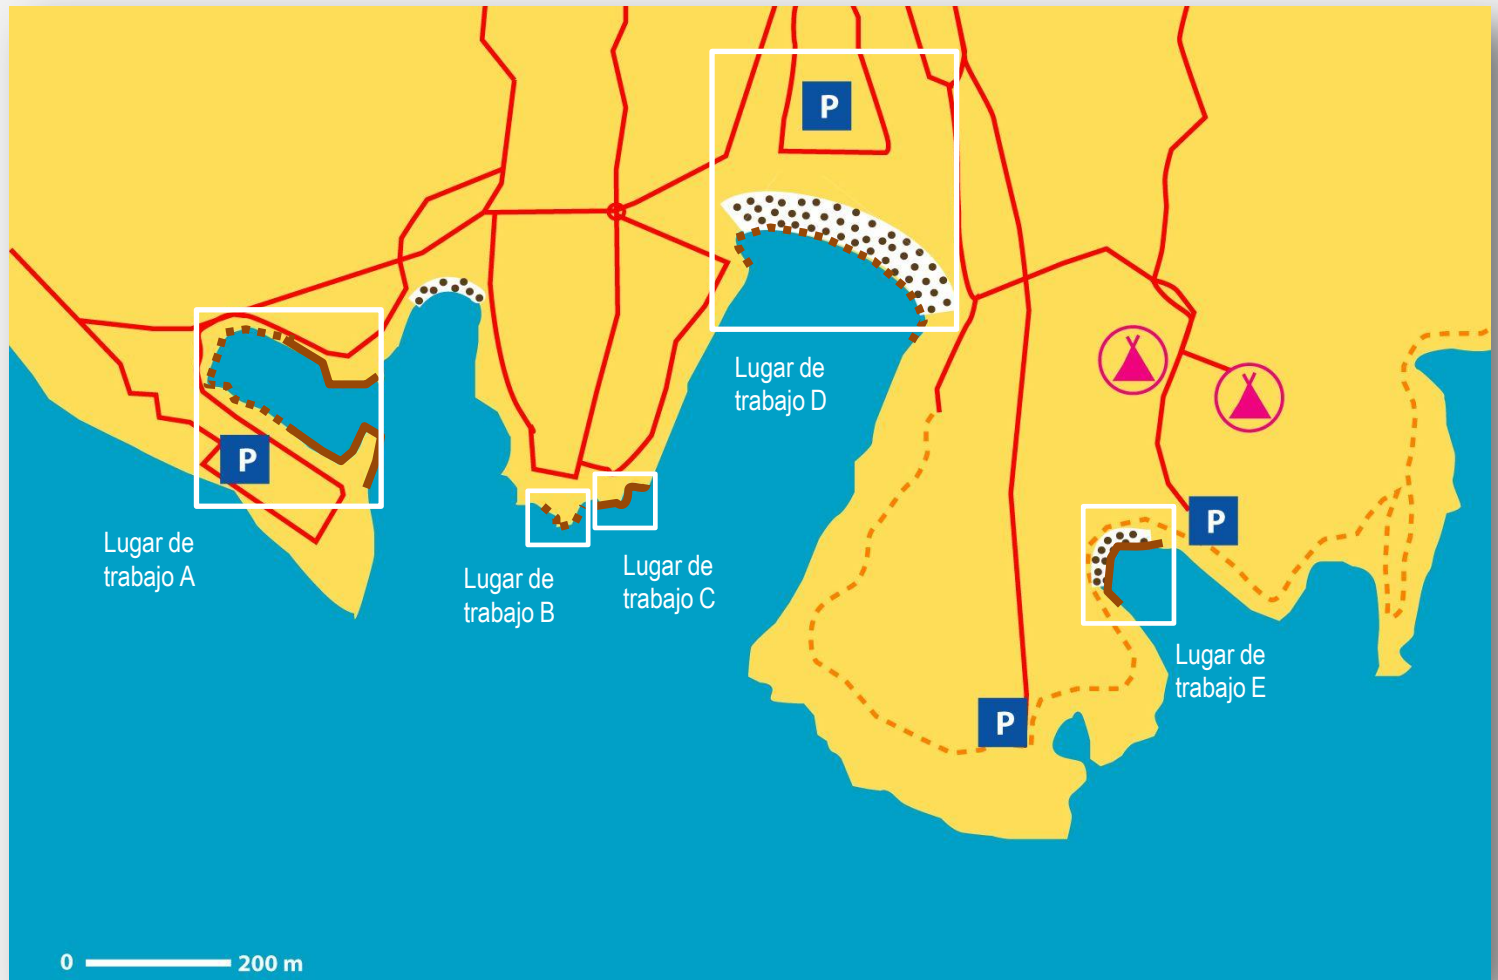 P
Lugar de
trabajo D
P
Lugar de
trabajo A
Lugar de
trabajo B
Lugar de
trabajo C
P
Lugar de
trabajo E
P
0 200 m